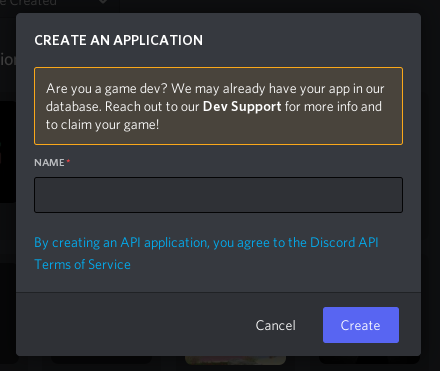 e Created
CREATE AN APPLICATION
Are you a game dev? We may already have your app in our
database. Reach out to our Dev Support for more info and
to claim your game!
NAME*
By creating an API application, you agree to the Discord API
Terms of Service
Cancel
Create